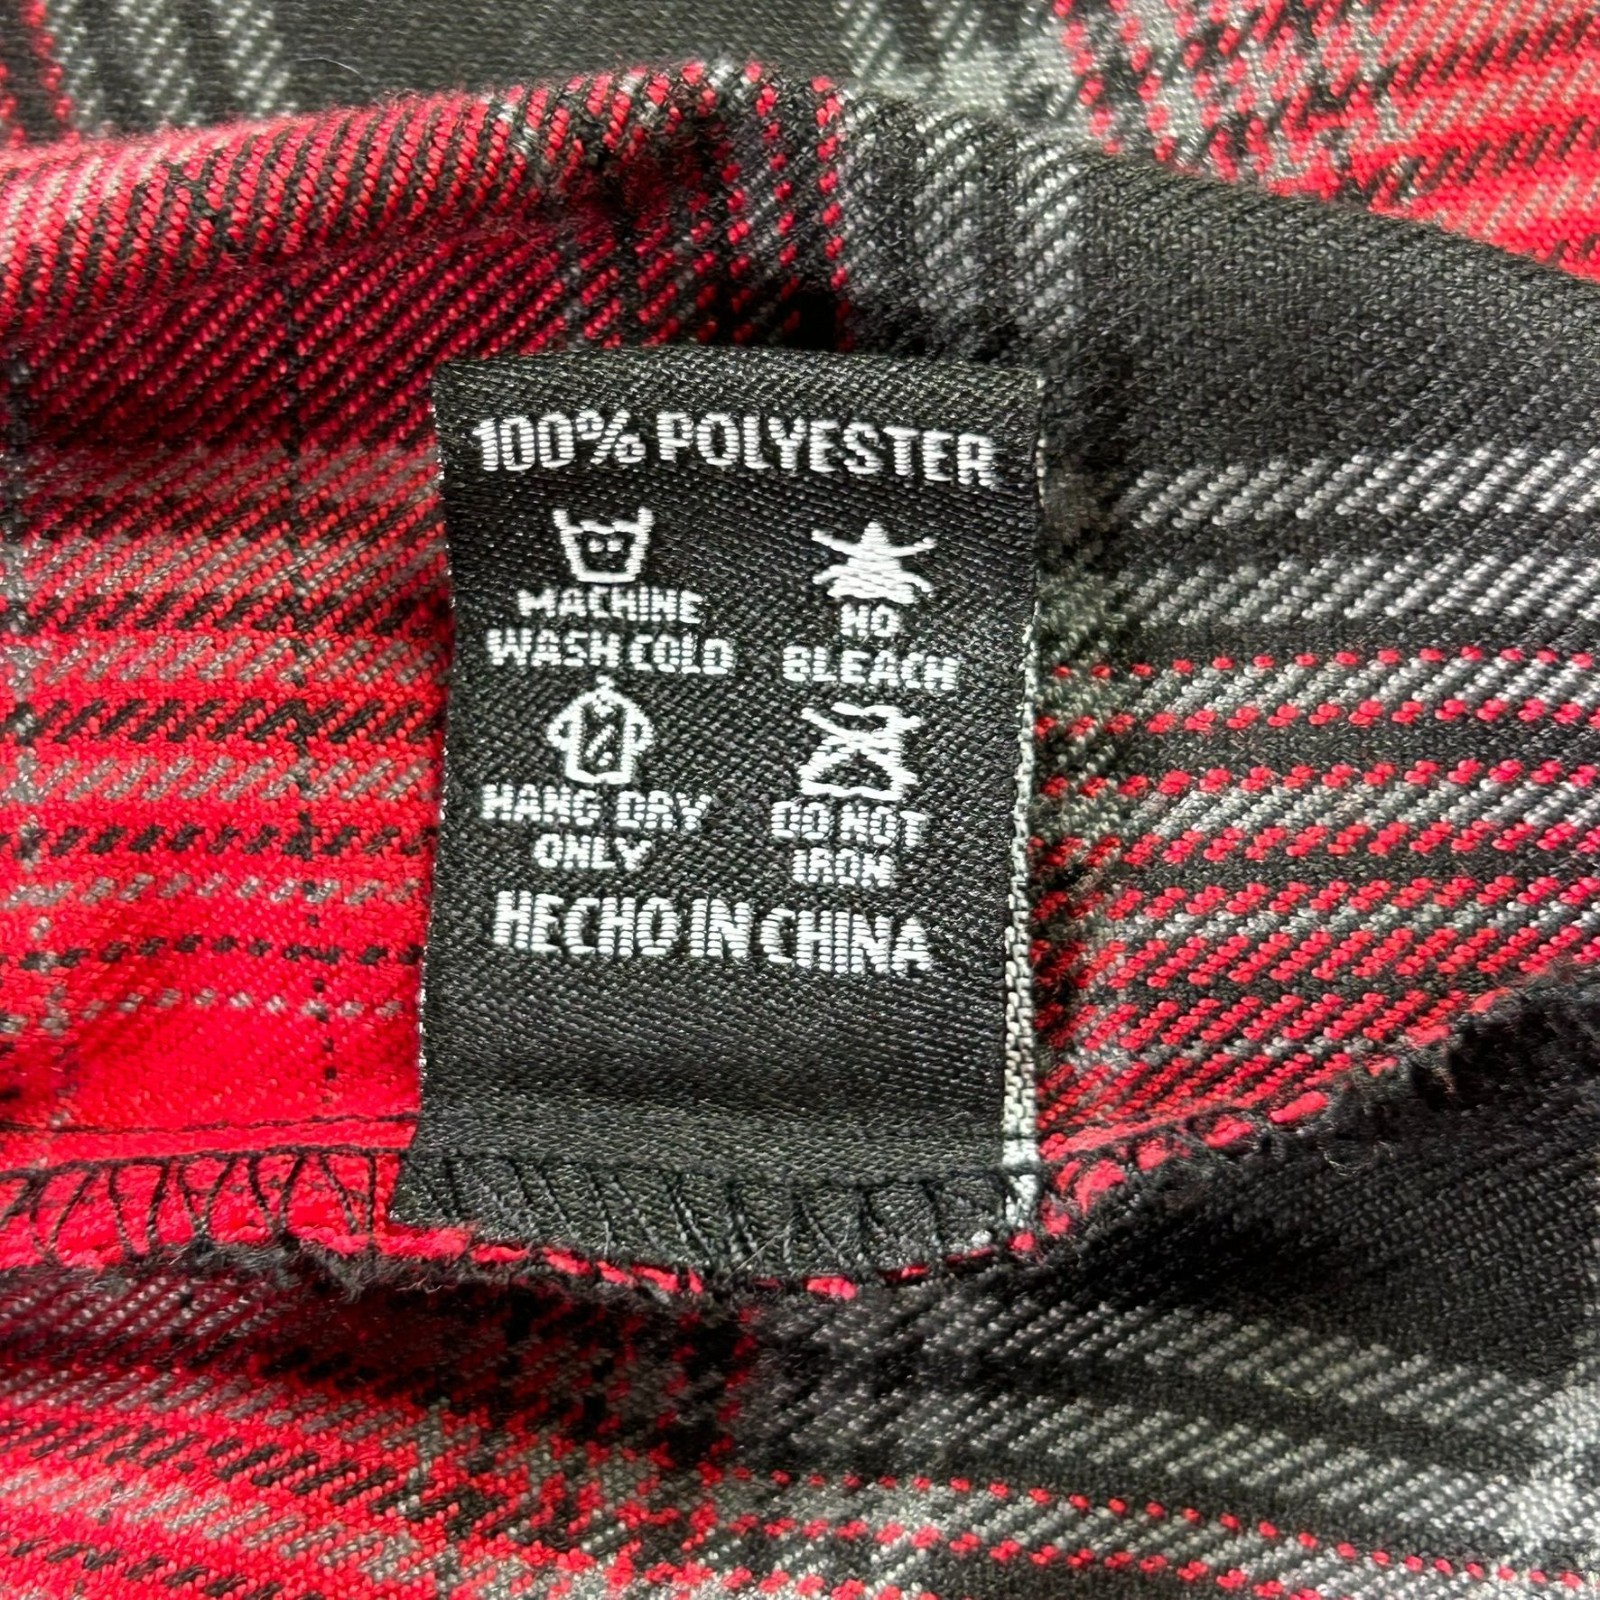 100% POLYESTER
MACHINE
WASH COLD
NO
BLEACH
HANG DRY
ONLY
DO NOT
IRON
HECHO IN CHINA